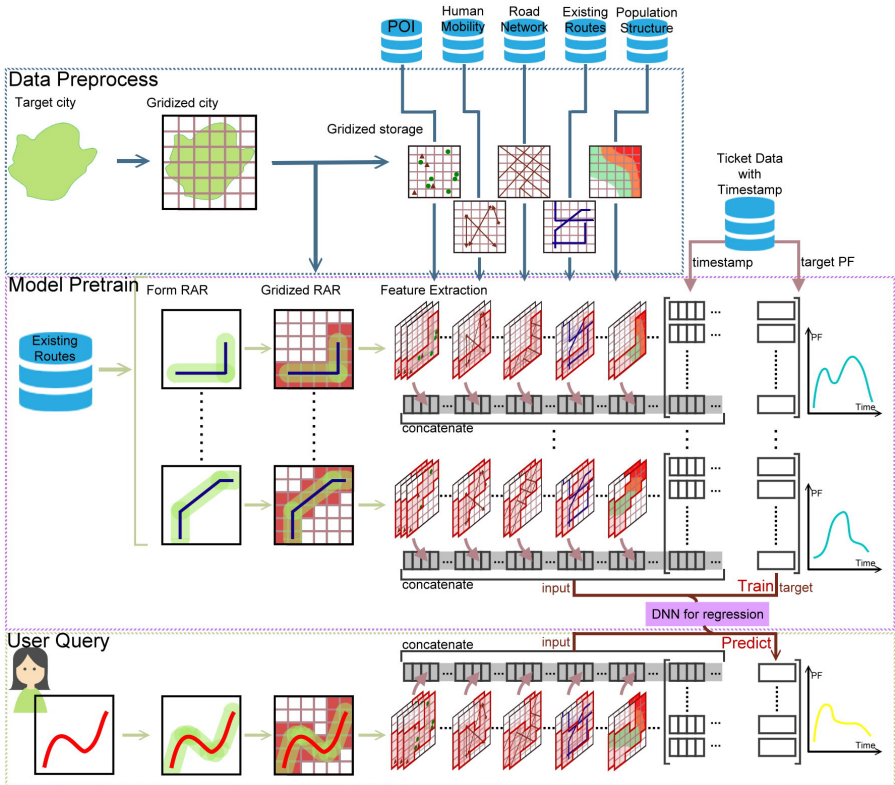 POI
Human
Mobility
Road
Network
Existing
Routes
Population
Structure
Data Preprocess
Target city
Gridized city
Gridized storage
Ticket Data
with
Timestamp
timestamp
target PF
Model Pretrain
Form RAR
Gridized RAR
Feature Extraction
Existing
Routes
PF
Time
concatenate
PF
Time
concatenate
input
Train
target
DNN for regression
User Query
concatenate
input
Predict
PF
Time